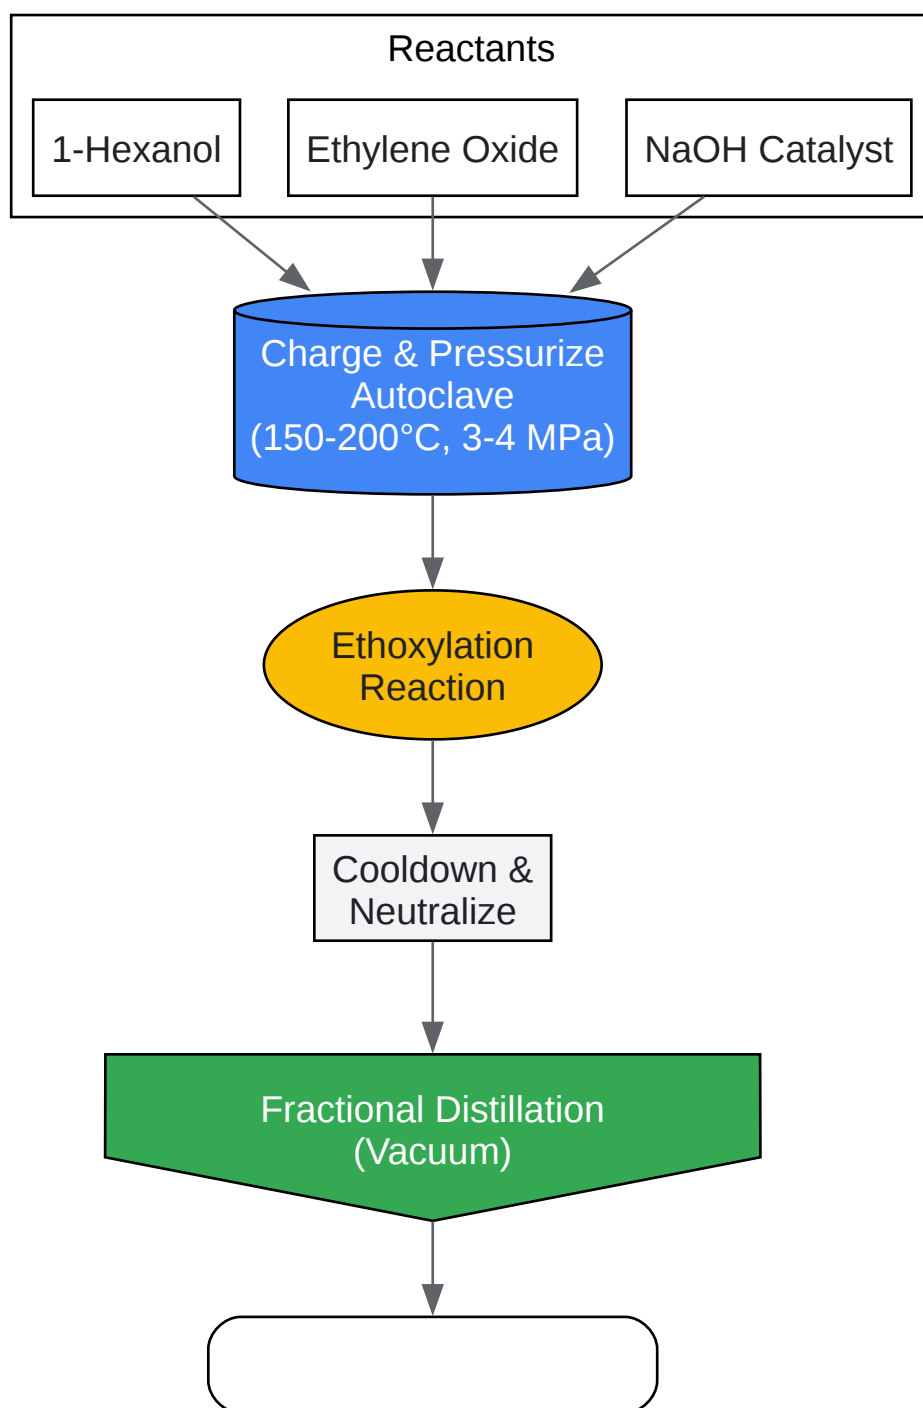 Reactants
1-Hexanol
Ethylene Oxide
NaOH Catalyst
Charge & Pressurize
Autoclave
(150-200°C, 3-4 MPa)
Ethoxylation
Reaction
Cooldown &
Neutralize
Fractional Distillation
(Vacuum)